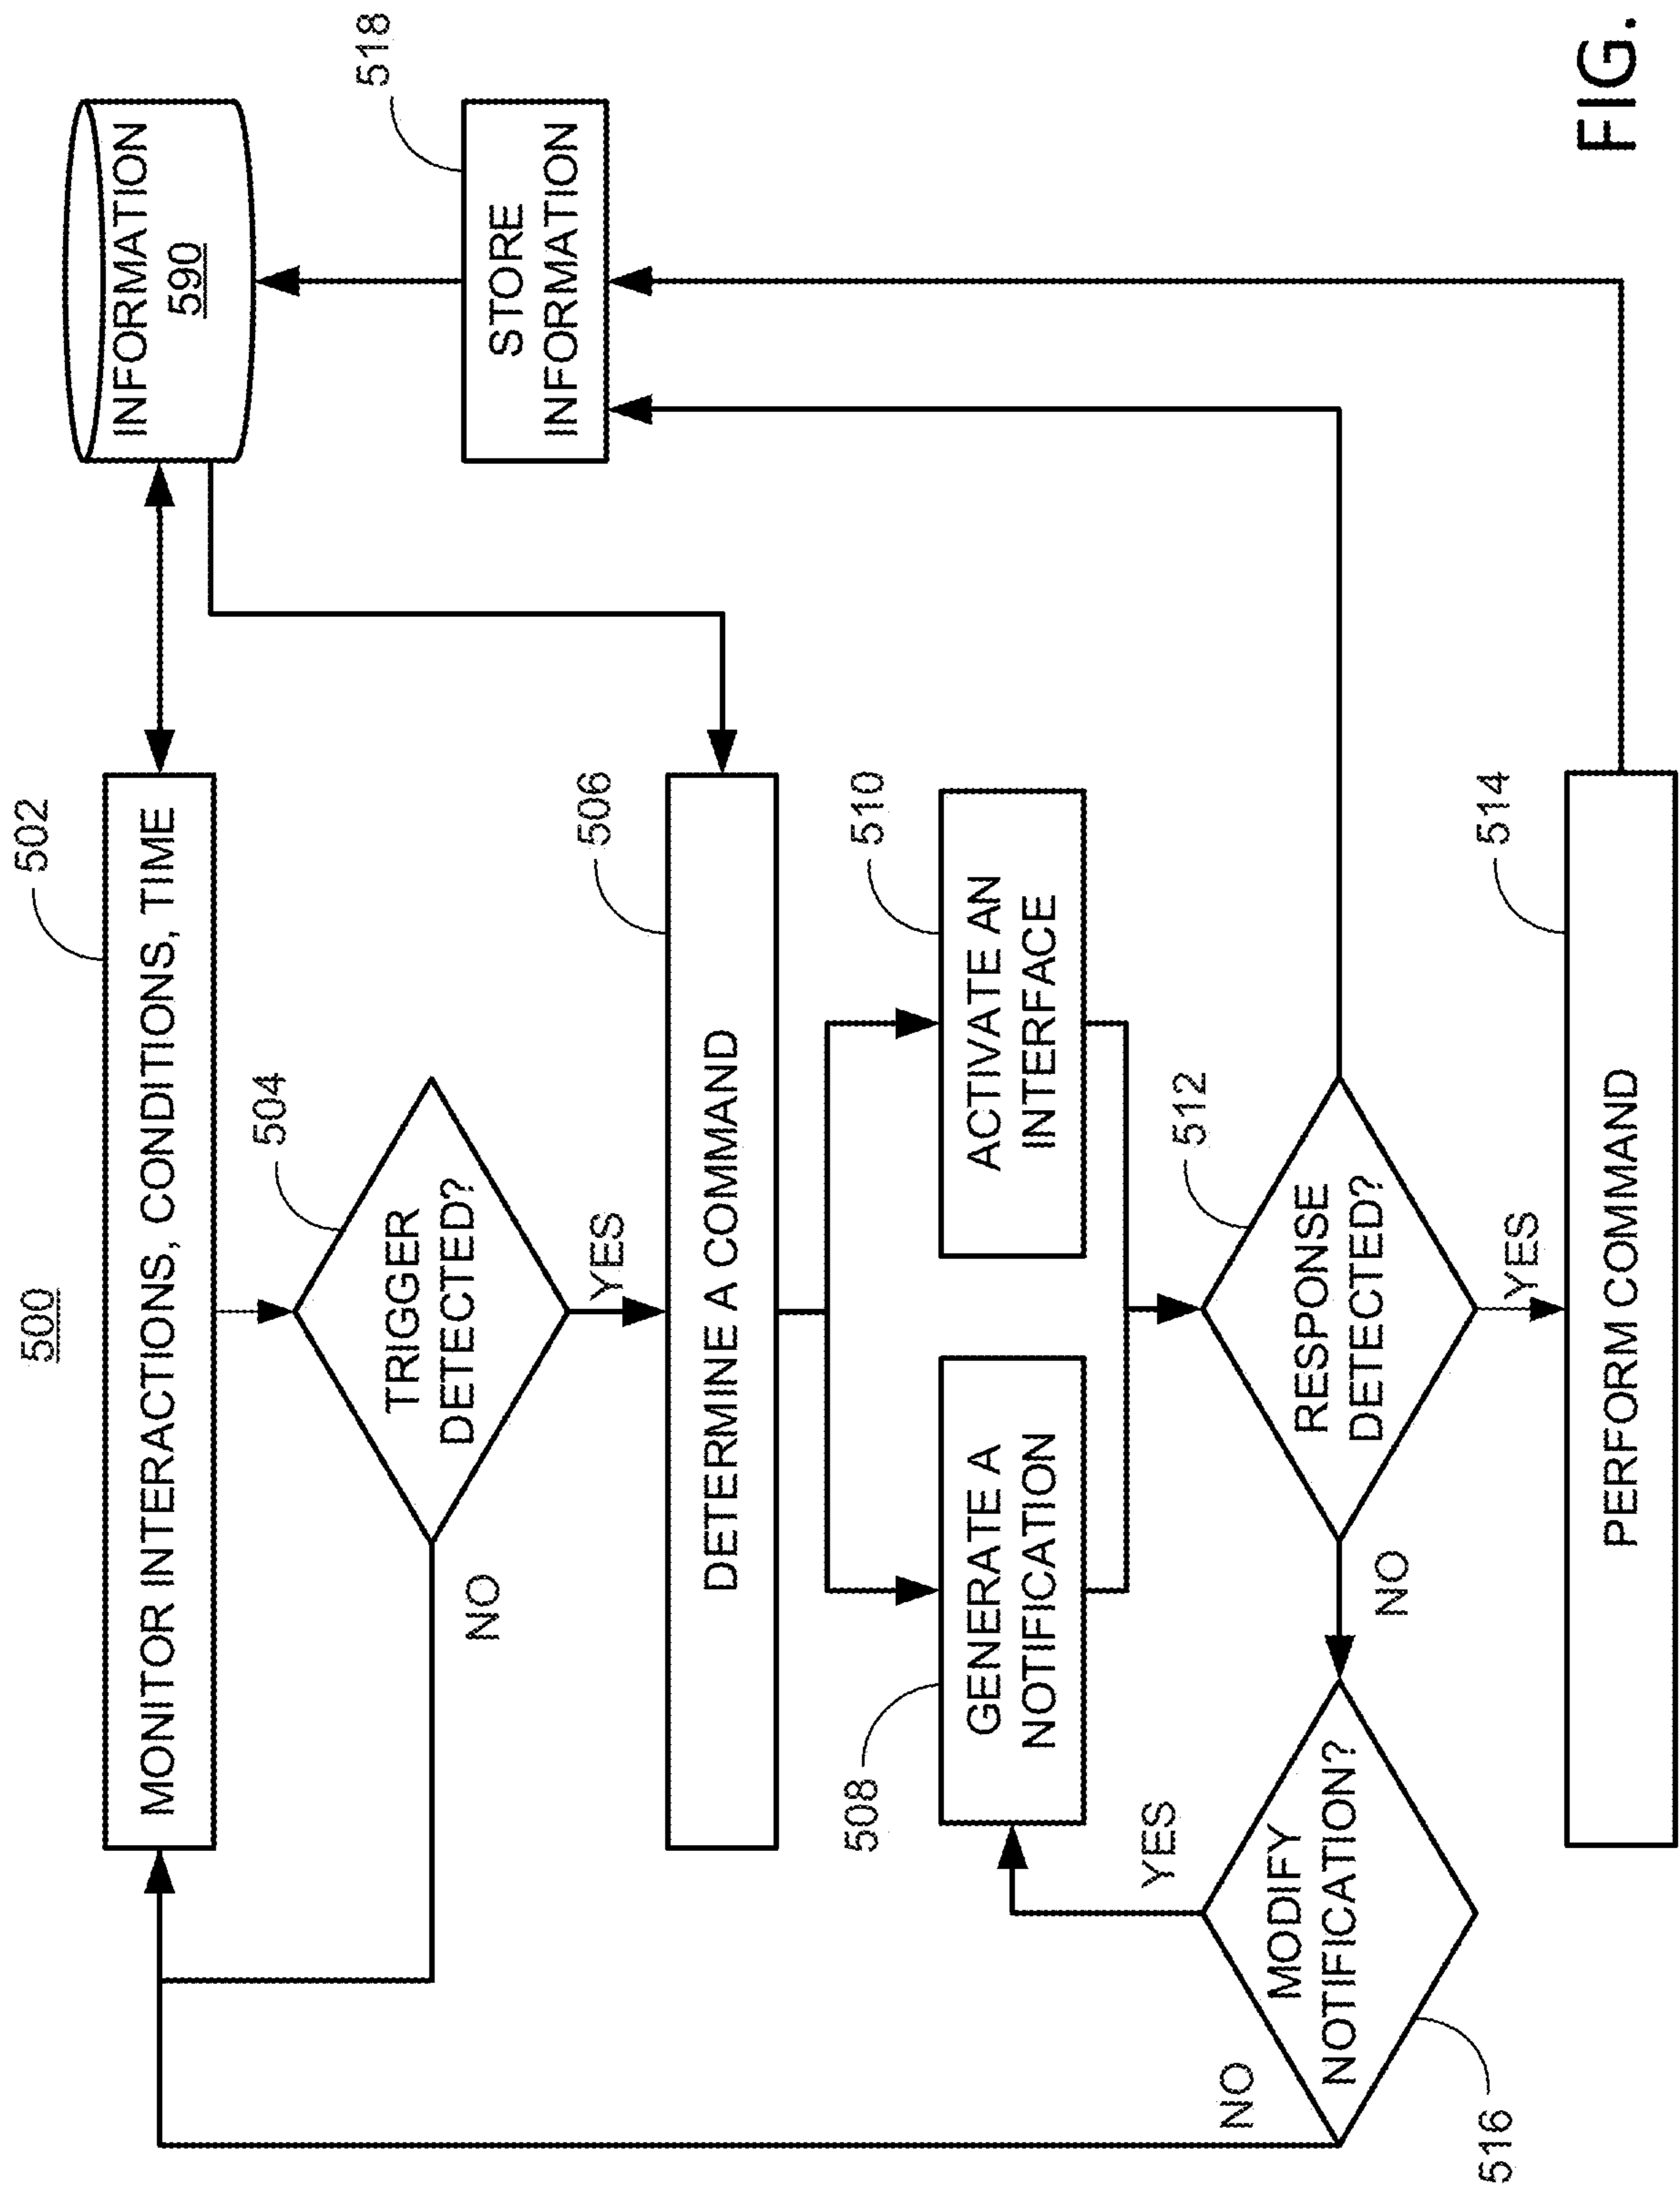 500
502
MONITOR INTERACTIONS, CONDITIONS, TIME
INFORMATION
590
504
TRIGGER
DETECTED?
NO
YES
518
STORE
INFORMATION
506
DETERMINE A COMMAND
508
GENERATE A
NOTIFICATION
510
ACTIVATE AN
INTERFACE
512
RESPONSE
DETECTED?
NO
YES
MODIFY
NOTIFICATION?
YES
NO
516
514
PERFORM COMMAND
FIG.